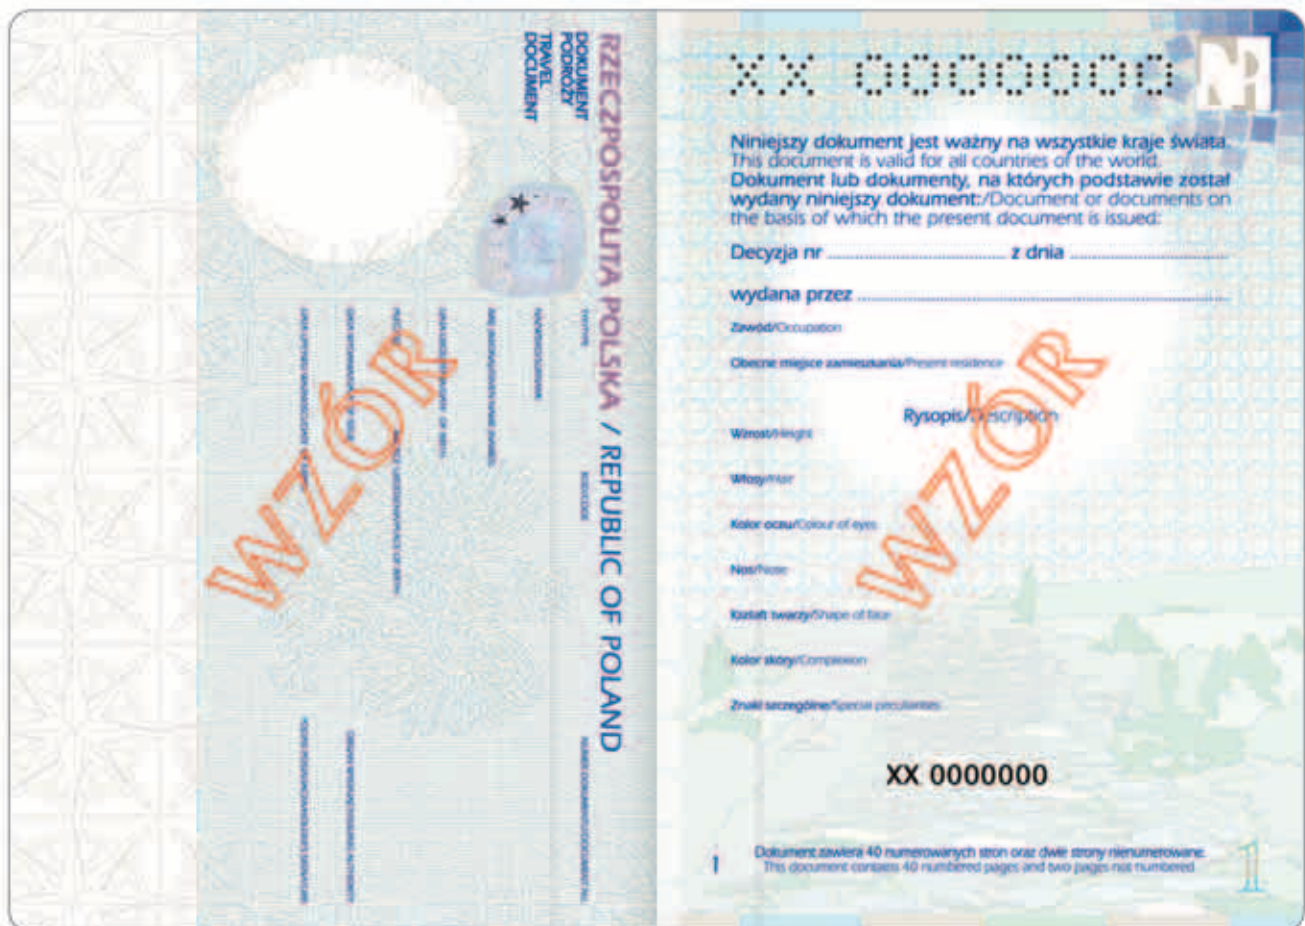 RZECZPOSPOLITA POLSKA / REPUBLIC OF POLAND
DOKUMENT
PODRÓŻY
TRAVEL
DOCUMENT
WZÓR
XX 0000000
Niniejszy dokument jest ważny na wszystkie kraje świata.
This document is valid for all countries of the world.
Dokument lub dokumenty, na których podstawie został
wydany niniejszy dokument:/Document or documents on
the basis of which the present document is issued:
Decyzja nr ............ z dnia ............
wydana przez ............
Zawód/Occupation
Obecne miejsce zamieszkania/Present residence
Rysopis/Description
Wzrost/Height
Włosy/Hair
Kolor oczu/Colour of eyes
Nos/Nose
Kształt twarzy/Shape of face
Kolor skóry/Complexion
Znaki szczególne/Special peculiarities
WZÓR
XX 0000000
1 Dokument zawiera 40 numerowanych stron oraz dwie strony nienumerowane.
This document contains 40 numbered pages and two pages not numbered
1